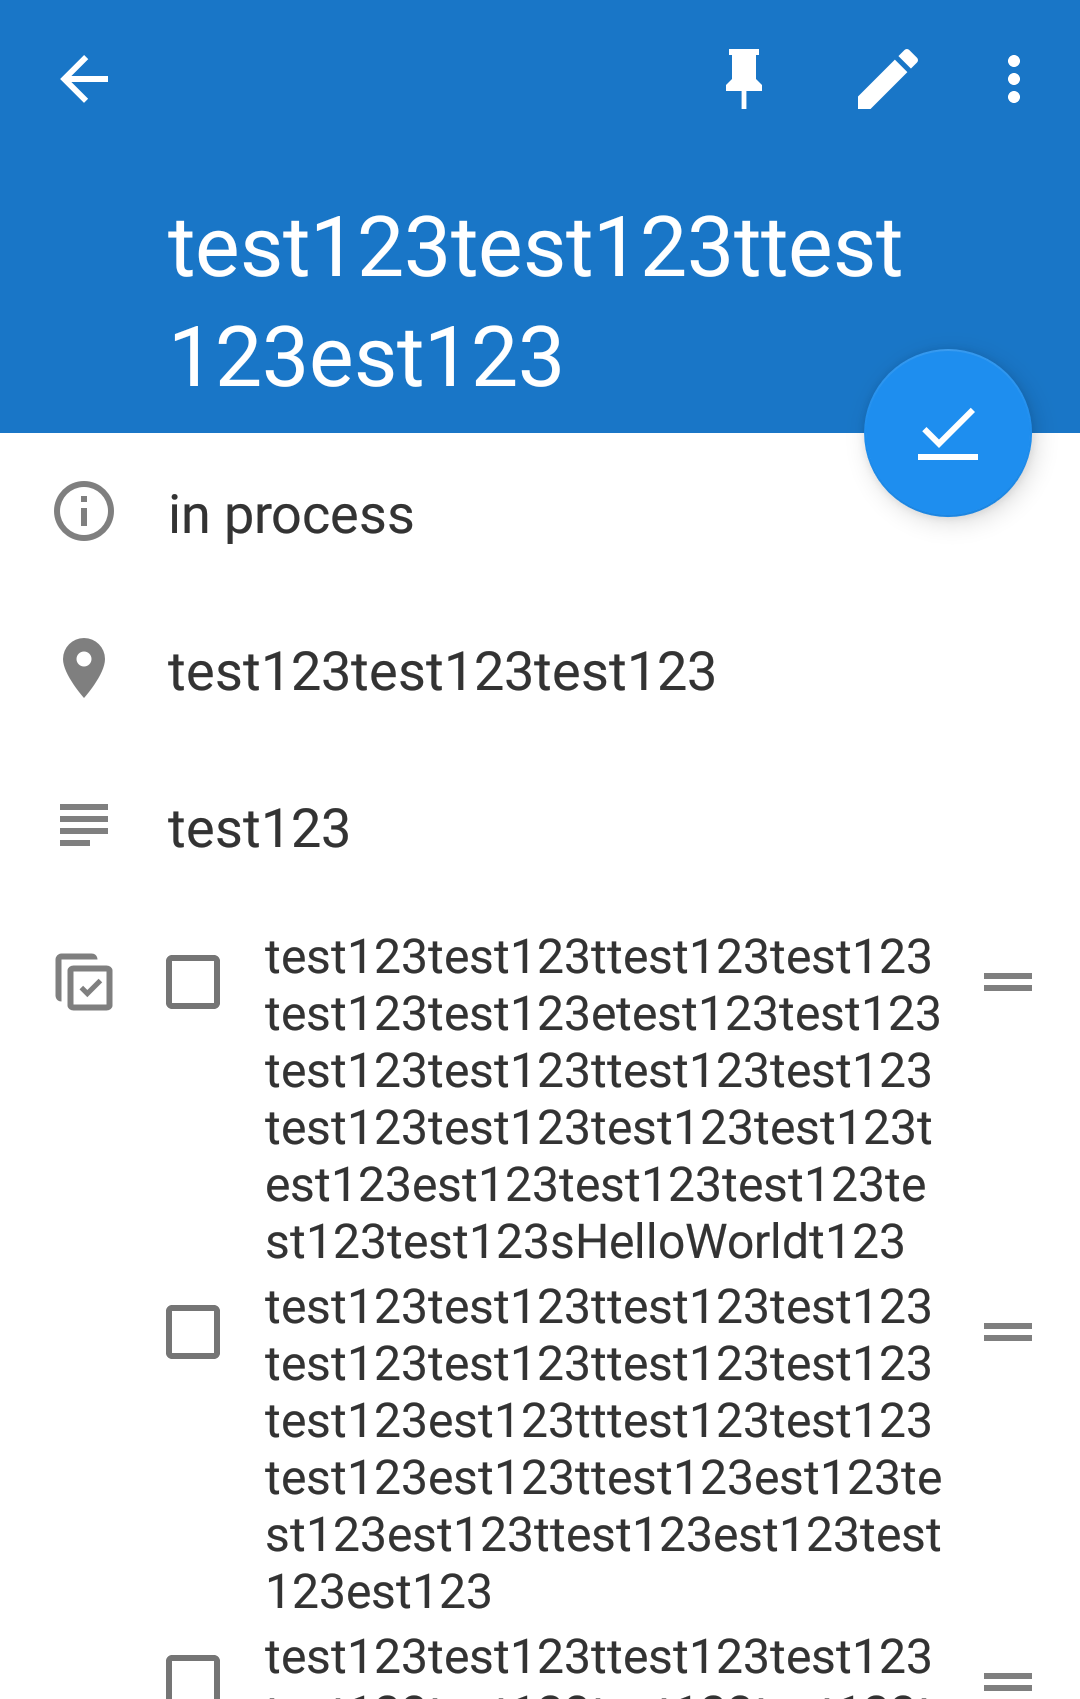 test123test123ttest
123est123
in process
test123test123test123
test123
test123test123ttest123test123
test123test123etest123test123
test123test123ttest123test123
test123test123test123test123t
est123est123test123test123te
st123test123sHelloWorldt123
test123test123ttest123test123
test123test123ttest123test123
test123est123tttest123test123
test123est123ttest123est123te
st123est123ttest123est123test
123est123
test123test123ttest123test123